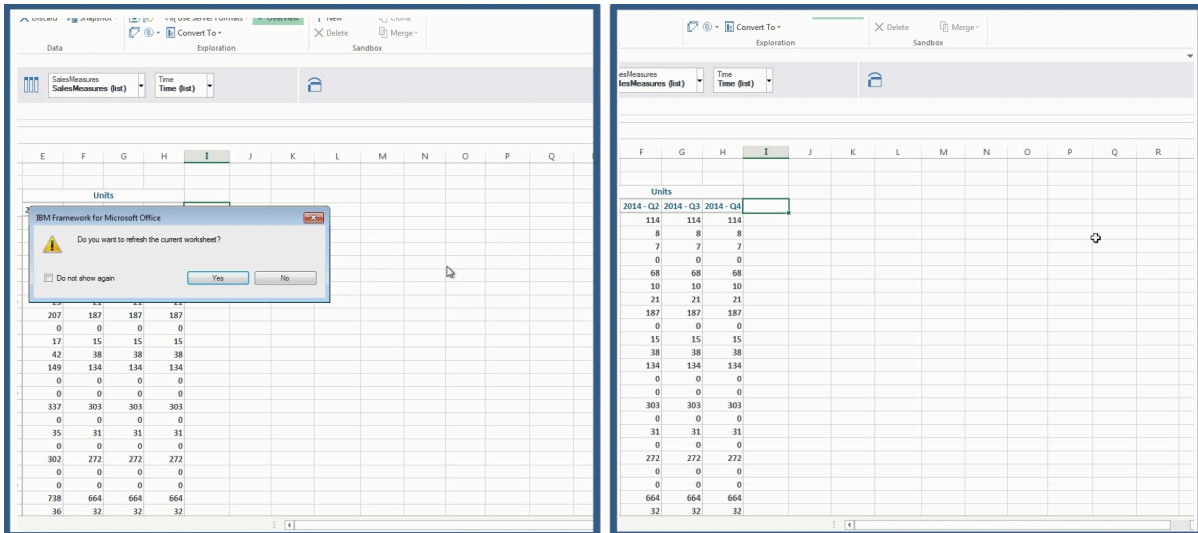 Discard Snapshot Use Server Formats Overview New Clone
Convert To Delete Merge
Data Exploration Sandbox
SalesMeasures Time
SalesMeasures (list) Time (list)
E F G H I J K L M N O P Q
Units
IBM Framework for Microsoft Office
Do you want to refresh the current worksheet?
Do not show again Yes No
207 187 187 187
0 0 0 0
17 15 15 15
42 38 38 38
149 134 134 134
0 0 0 0
0 0 0 0
337 303 303 303
0 0 0 0
35 31 31 31
0 0 0 0
302 272 272 272
0 0 0 0
0 0 0 0
738 664 664 664
36 32 32 32
Convert To Delete Merge
Exploration Sandbox
esMeasures Time
lesMeasures (list) Time (list)
F G H I J K L M N O P Q R
Units
2014 - Q2 2014 - Q3 2014 - Q4
114 114 114
8 8 8
7 7 7
0 0 0
68 68 68
10 10 10
21 21 21
187 187 187
0 0 0
15 15 15
38 38 38
134 134 134
0 0 0
0 0 0
303 303 303
0 0 0
31 31 31
0 0 0
272 272 272
0 0 0
0 0 0
664 664 664
32 32 32